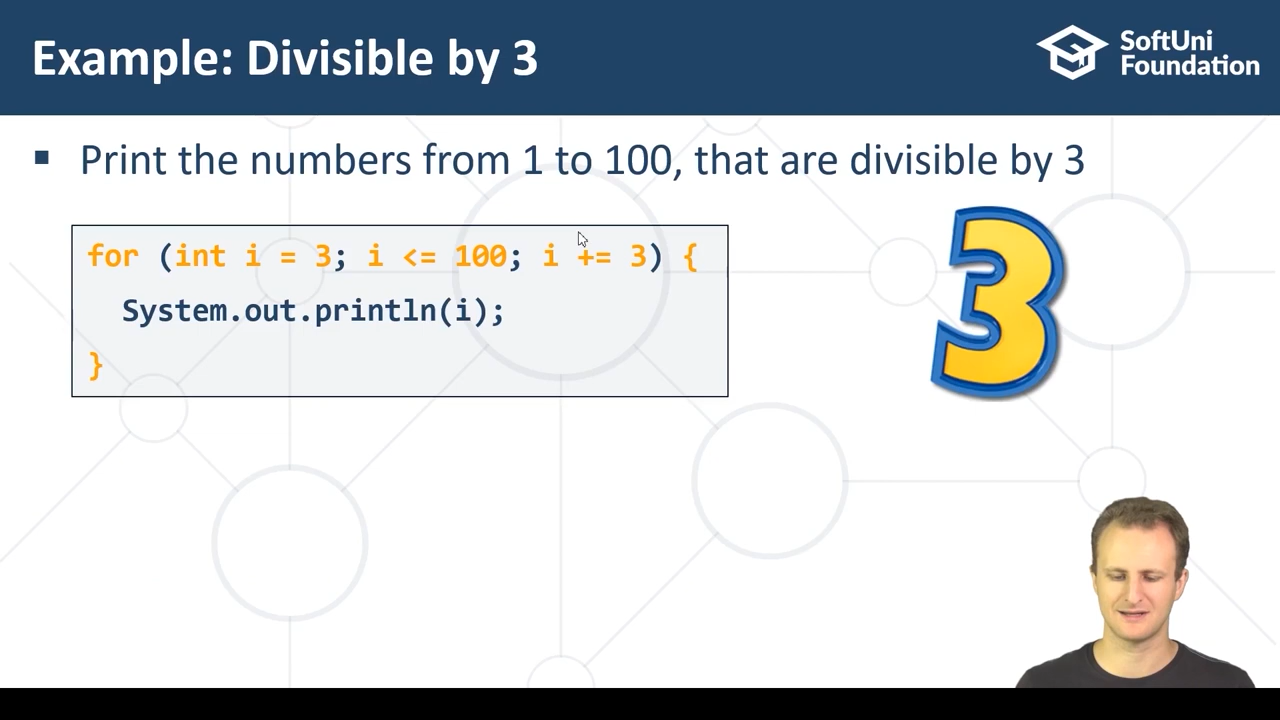 Example: Divisible by 3
SoftUni
Foundation
▪ Print the numbers from 1 to 100, that are divisible by 3
for (int i = 3; i <= 100; i += 3) {
  System.out.println(i);
}
3